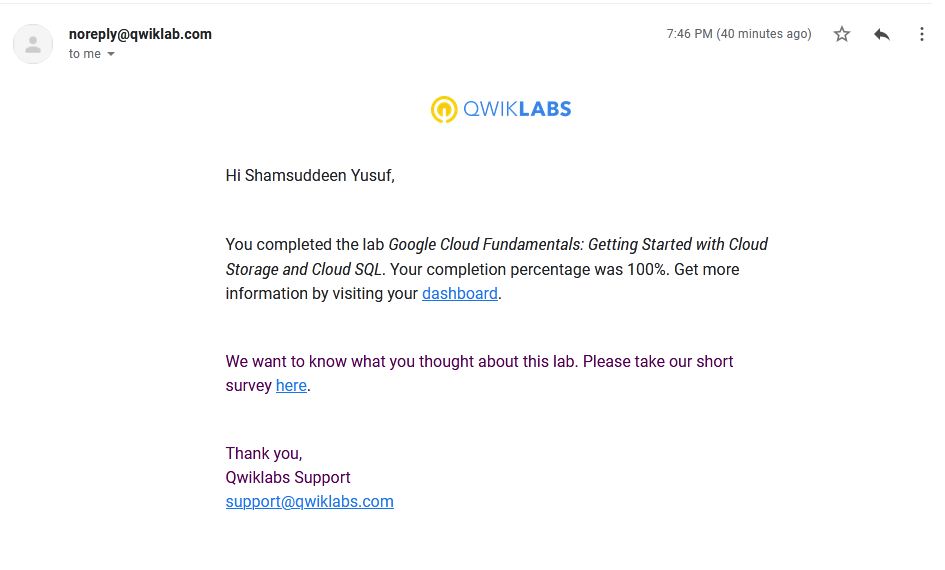 noreply@qwiklab.com
7:46 PM (40 minutes ago)
to me
QWIKLABS
Hi Shamsuddeen Yusuf,
You completed the lab Google Cloud Fundamentals: Getting Started with Cloud
Storage and Cloud SQL. Your completion percentage was 100%. Get more
information by visiting your dashboard.
We want to know what you thought about this lab. Please take our short
survey here.
Thank you,
Qwiklabs Support
support@qwiklabs.com